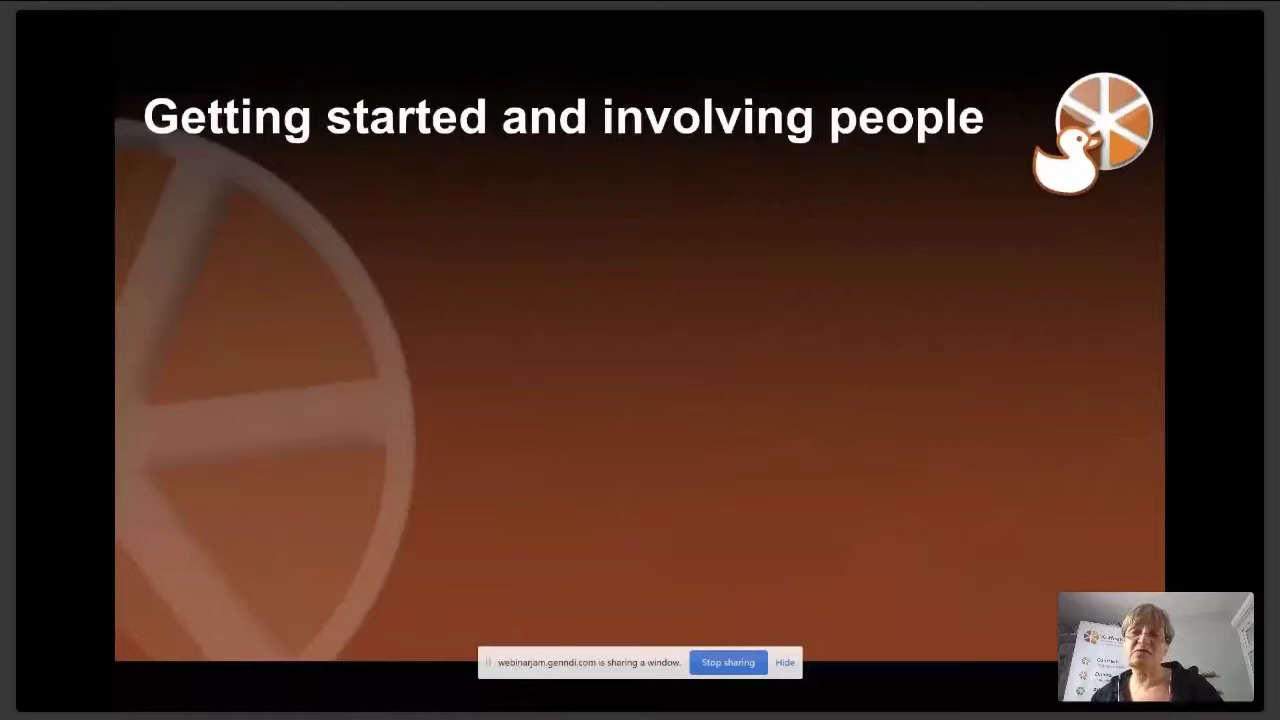 Getting started and involving people
webinarjam.genndi.com is sharing a window.
Stop sharing
Hide